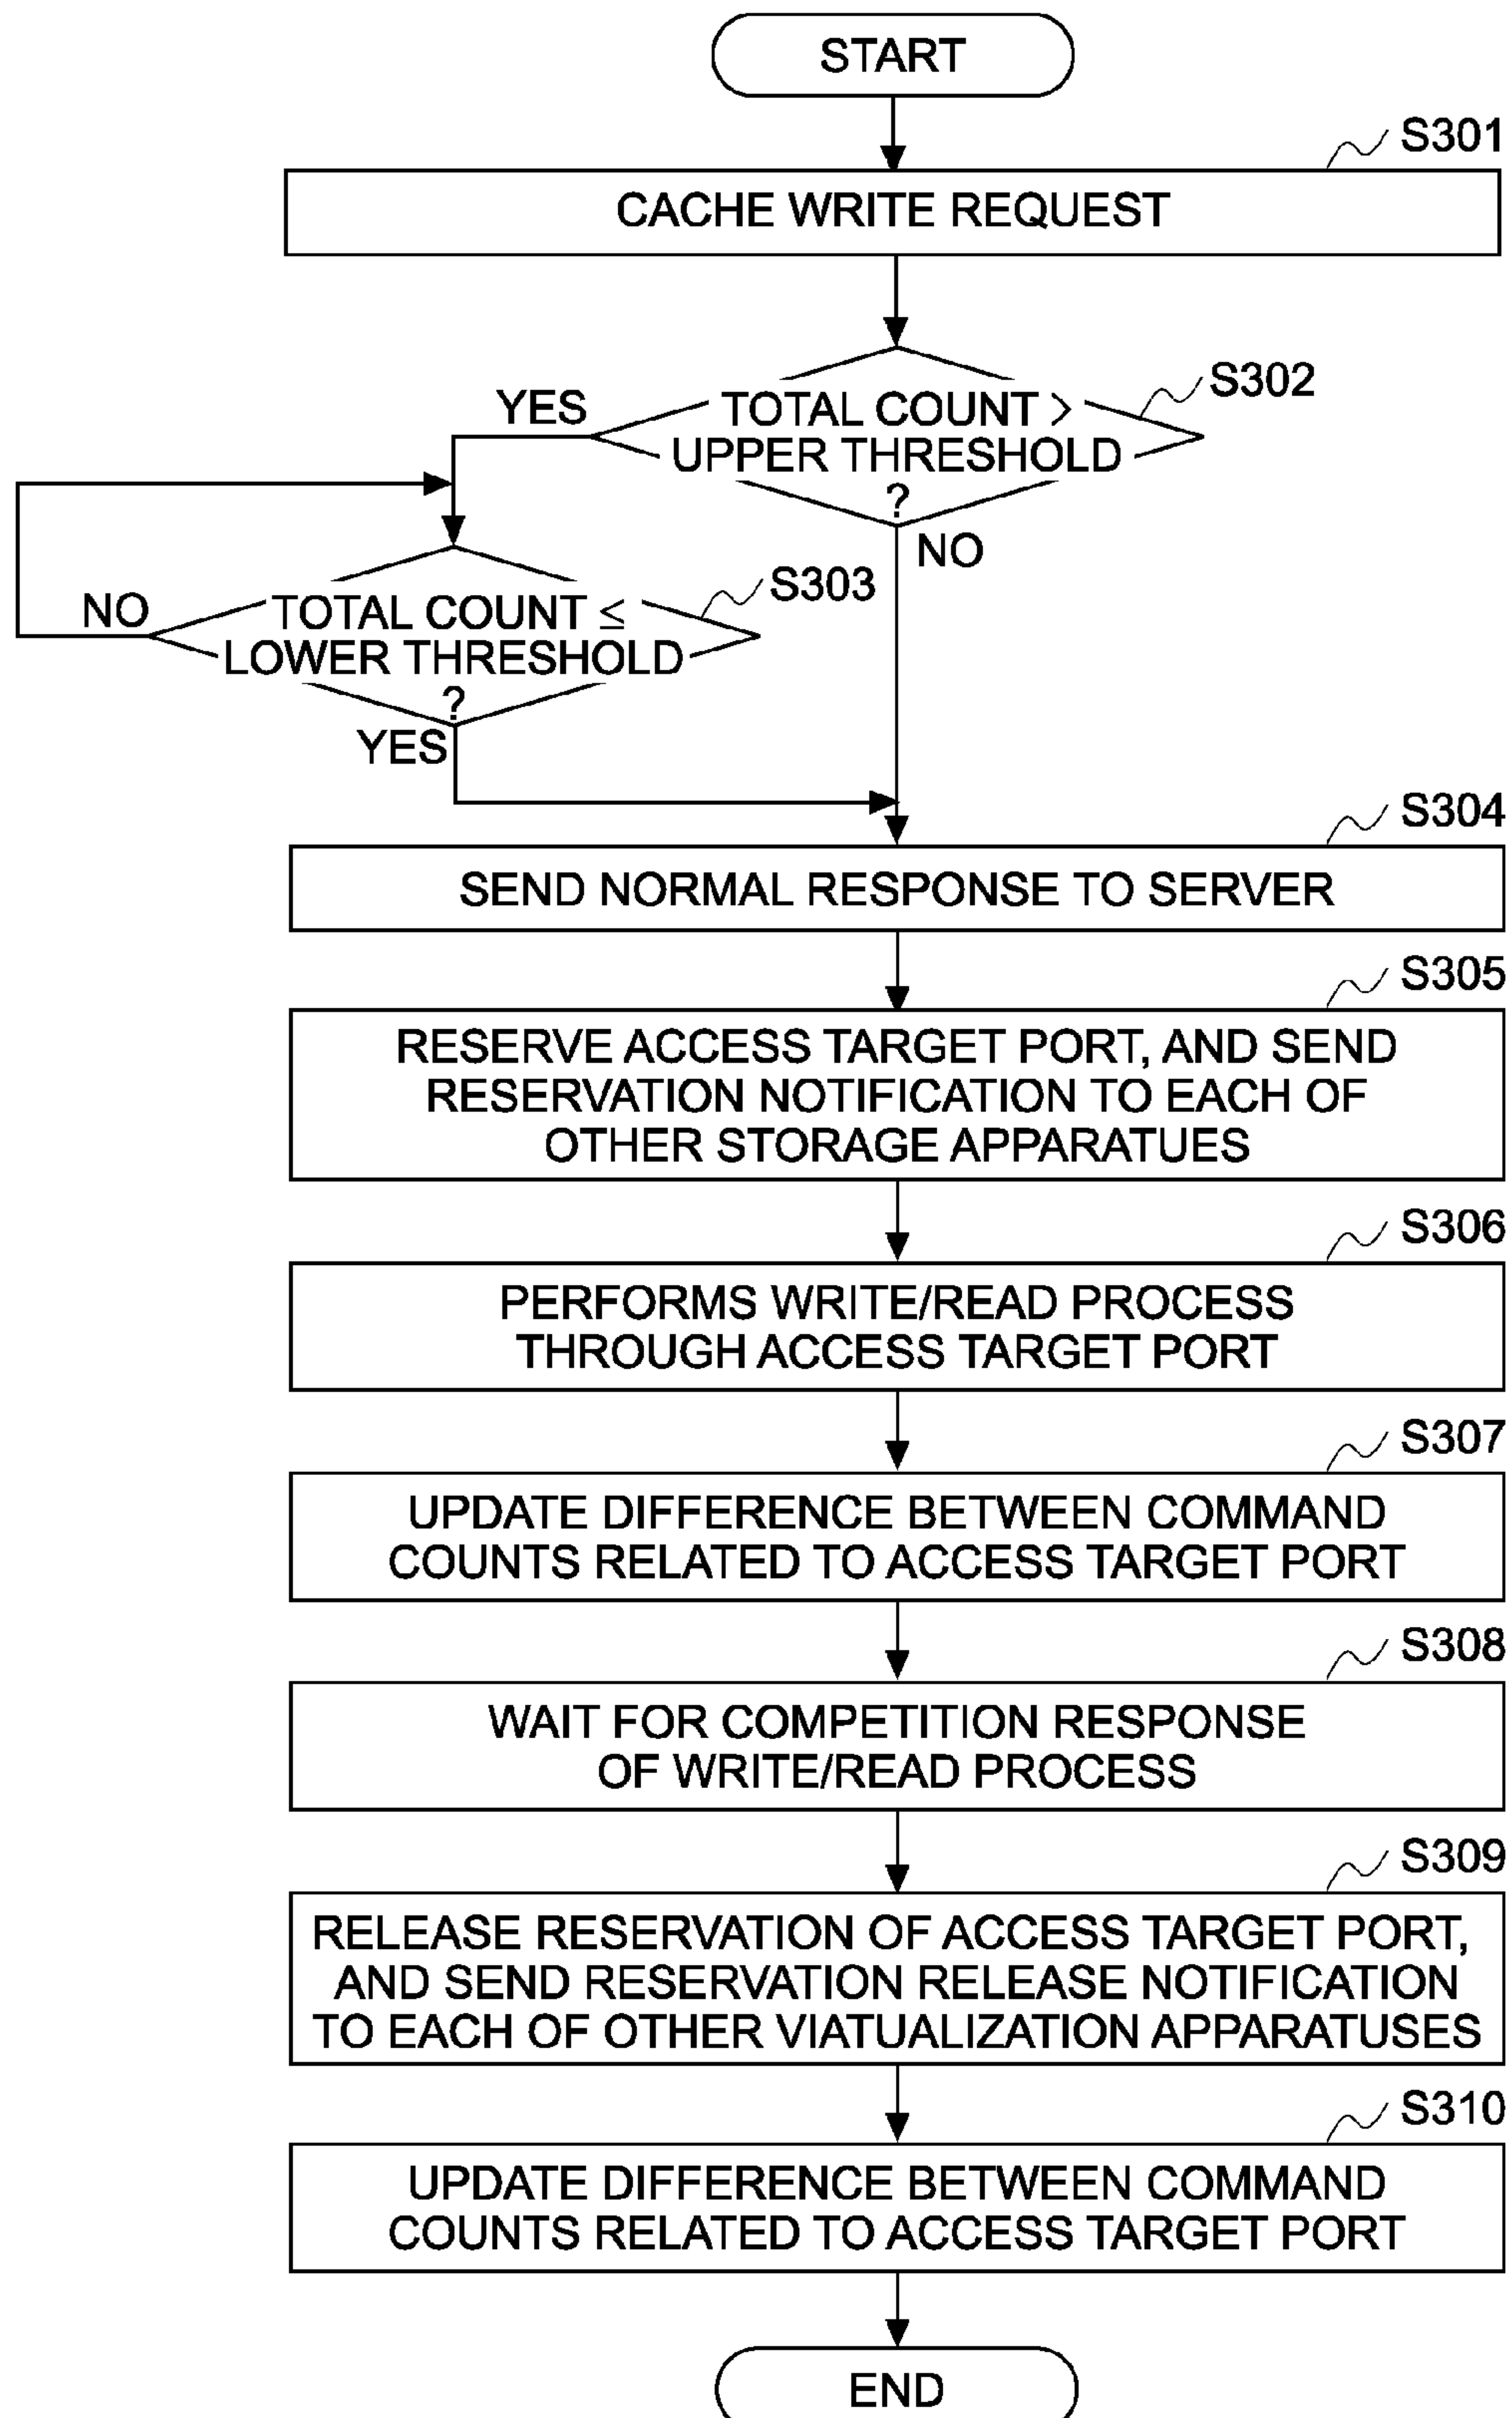 START
S301
CACHE WRITE REQUEST
S302
YES
TOTAL COUNT >
UPPER THRESHOLD
?
NO
S303
NO
TOTAL COUNT ≤
LOWER THRESHOLD
?
YES
S304
SEND NORMAL RESPONSE TO SERVER
S305
RESERVE ACCESS TARGET PORT, AND SEND
RESERVATION NOTIFICATION TO EACH OF
OTHER STORAGE APPARATUES
S306
PERFORMS WRITE/READ PROCESS
THROUGH ACCESS TARGET PORT
S307
UPDATE DIFFERENCE BETWEEN COMMAND
COUNTS RELATED TO ACCESS TARGET PORT
S308
WAIT FOR COMPETITION RESPONSE
OF WRITE/READ PROCESS
S309
RELEASE RESERVATION OF ACCESS TARGET PORT,
AND SEND RESERVATION RELEASE NOTIFICATION
TO EACH OF OTHER VIATUALIZATION APPARATUSES
S310
UPDATE DIFFERENCE BETWEEN COMMAND
COUNTS RELATED TO ACCESS TARGET PORT
END